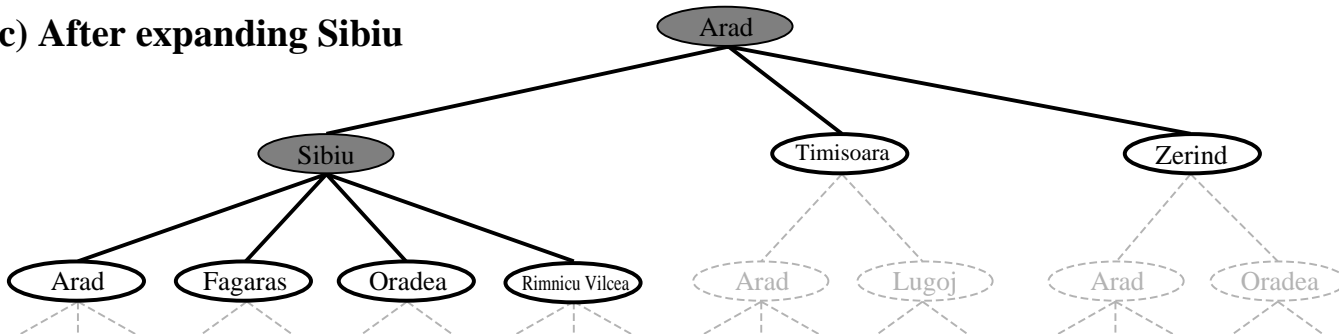 c) After expanding Sibiu
Arad
Sibiu
Timisoara
Zerind
Arad
Fagaras
Oradea
Rimnicu Vilcea
Arad
Lugoj
Arad
Oradea